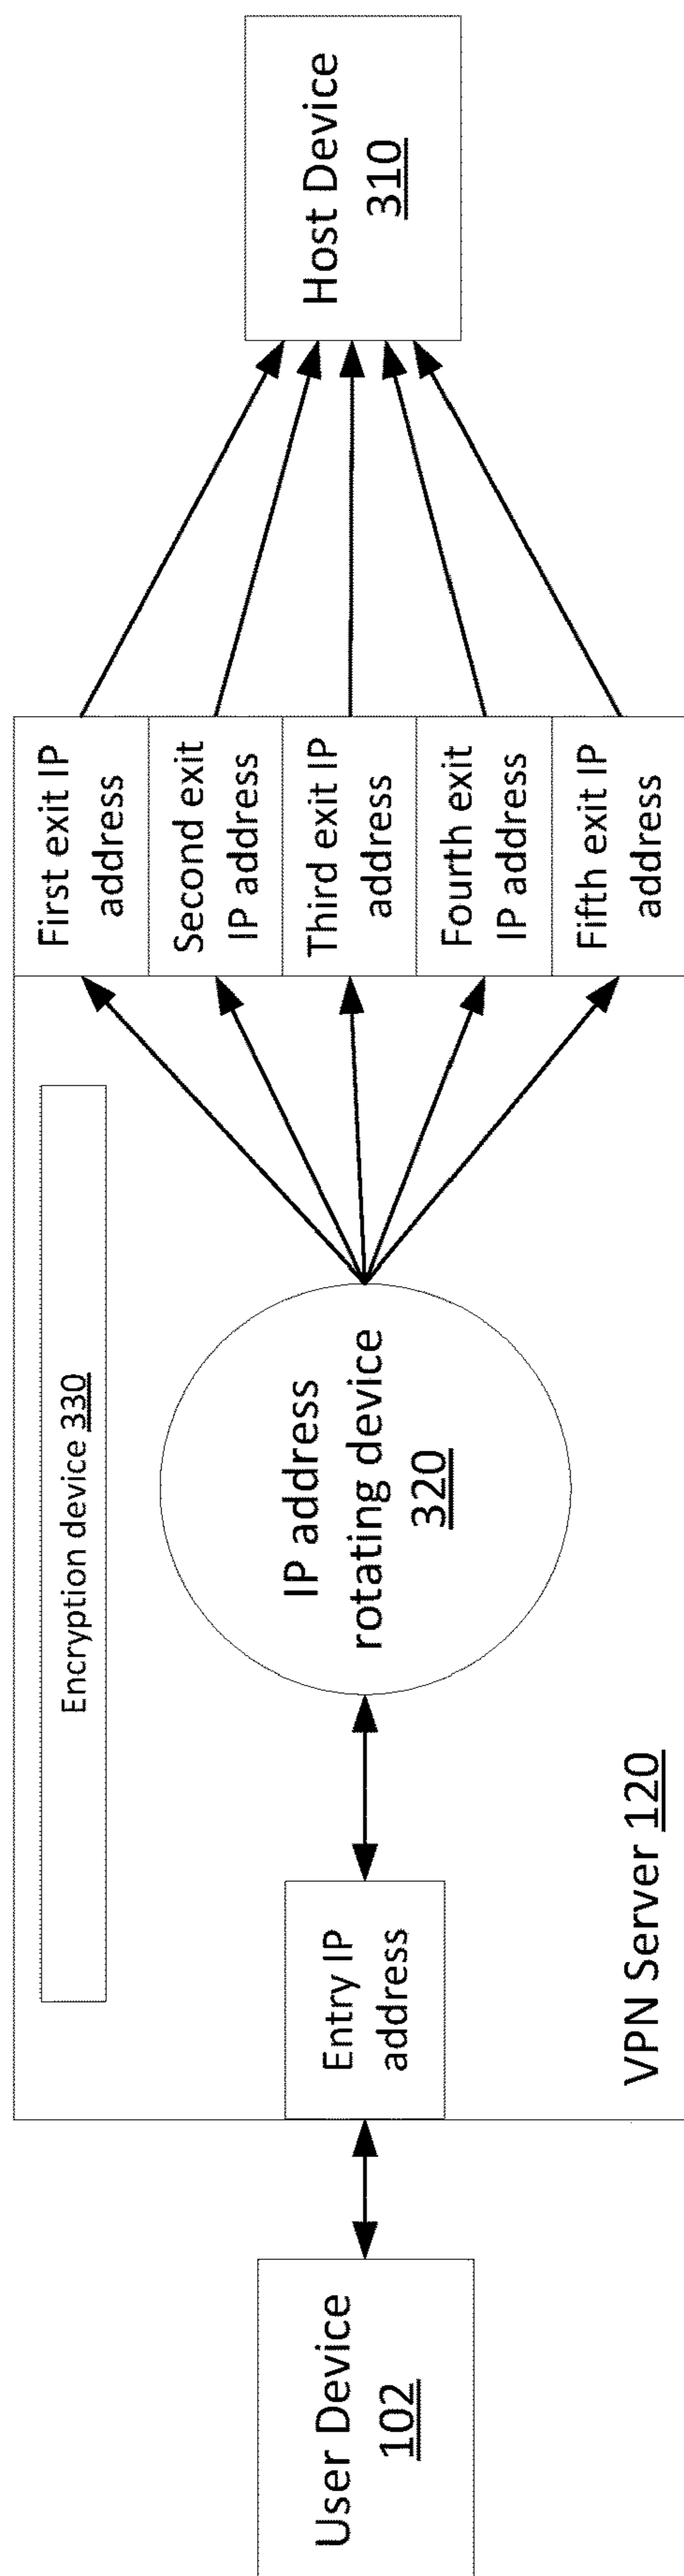 User Device
102
Entry IP
address
VPN Server 120
Encryption device 330
IP address
rotating device
320
First exit IP
address
Second exit
IP address
Third exit IP
address
Fourth exit
IP address
Fifth exit IP
address
Host Device
310